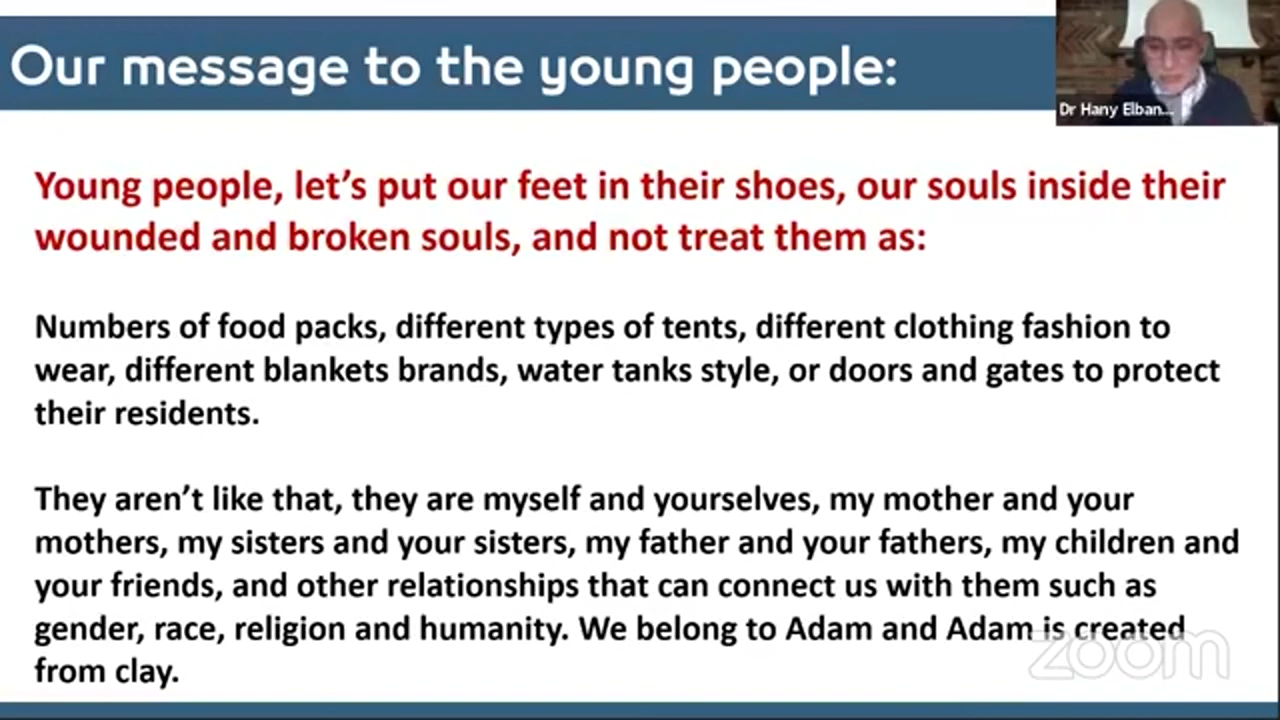 Our message to the young people:
Dr Hany Elban...
Young people, let's put our feet in their shoes, our souls inside their
wounded and broken souls, and not treat them as:
Numbers of food packs, different types of tents, different clothing fashion to
wear, different blankets brands, water tanks style, or doors and gates to protect
their residents.
They aren't like that, they are myself and yourselves, my mother and your
mothers, my sisters and your sisters, my father and your fathers, my children and
your friends, and other relationships that can connect us with them such as
gender, race, religion and humanity. We belong to Adam and Adam is created
from clay.
zoom